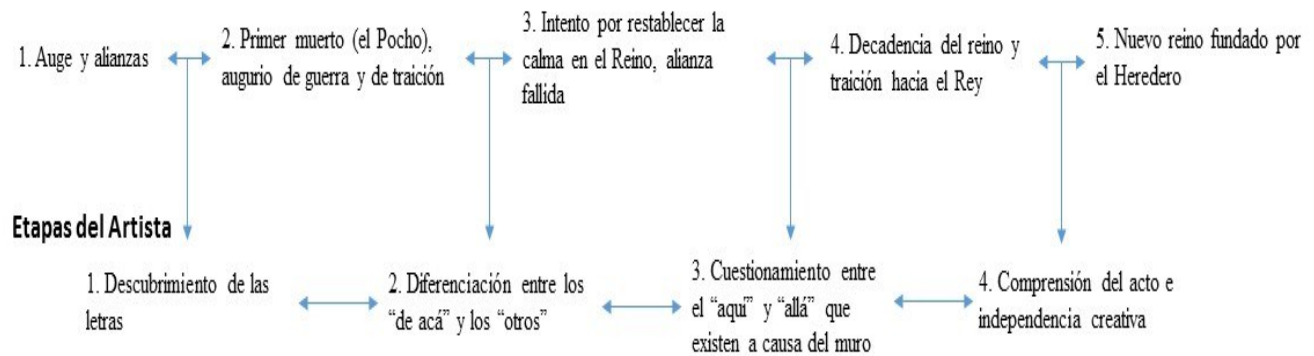 1. Auge y alianzas
2. Primer muerto (el Pocho),
augurio de guerra y de traición
3. Intento por restablecer la
calma en el Reino, alianza
fallida
4. Decadencia del reino y
traición hacia el Rey
5. Nuevo reino fundado por
el Heredero
Etapas del Artista
1. Descubrimiento de las
letras
2. Diferenciación entre los
“de acá” y los “otros”
3. Cuestionamiento entre
el “aquí” y “allá” que
existen a causa del muro
4. Comprensión del acto e
independencia creativa